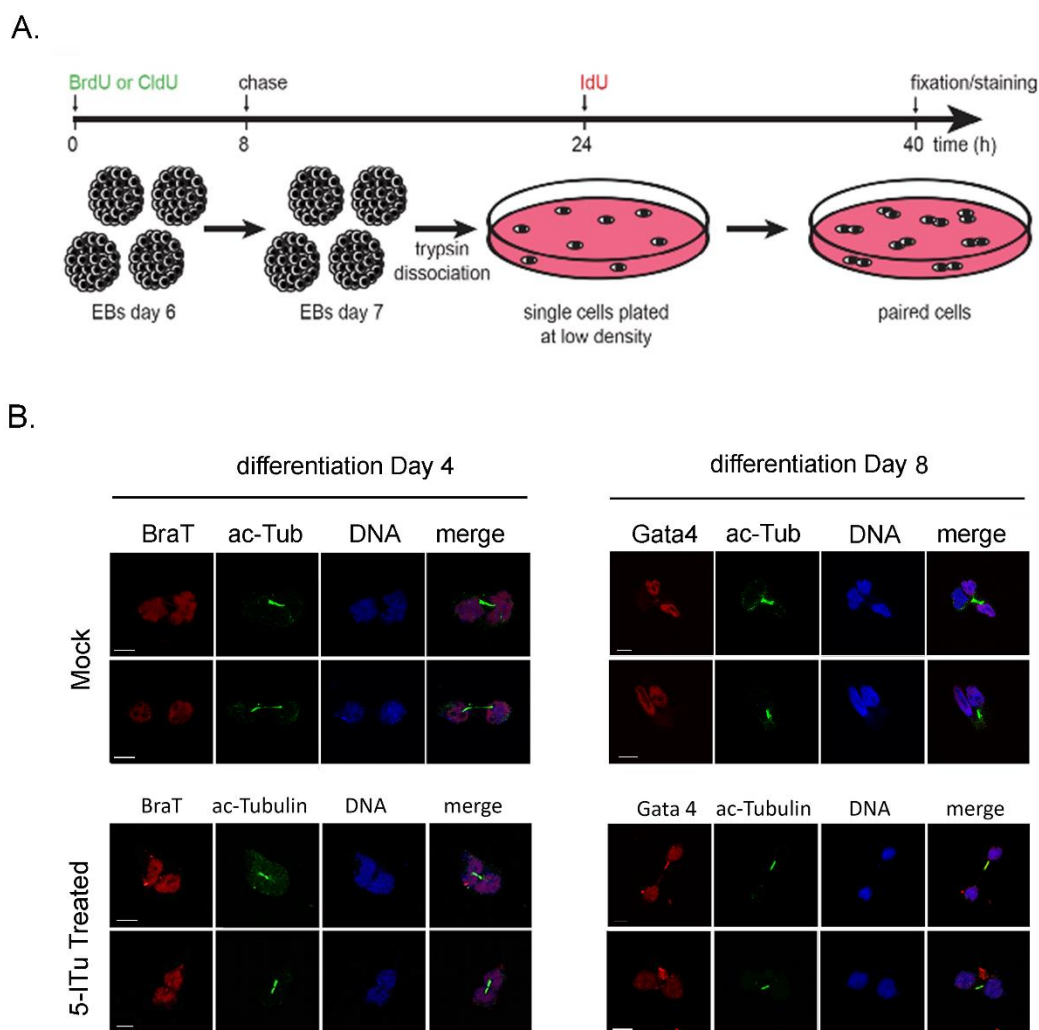 A.
BrdU or CldU
chase
IdU
fixation/staining
0
8
24
40 time (h)
trypsin
dissociation
EBs day 6
EBs day 7
single cells plated
at low density
paired cells
B.
differentiation Day 4
differentiation Day 8
BraT ac-Tub DNA merge
Gata4 ac-Tub DNA merge
Mock
BraT ac-Tubulin DNA merge
Gata 4 ac-Tubulin DNA merge
5-ITu Treated